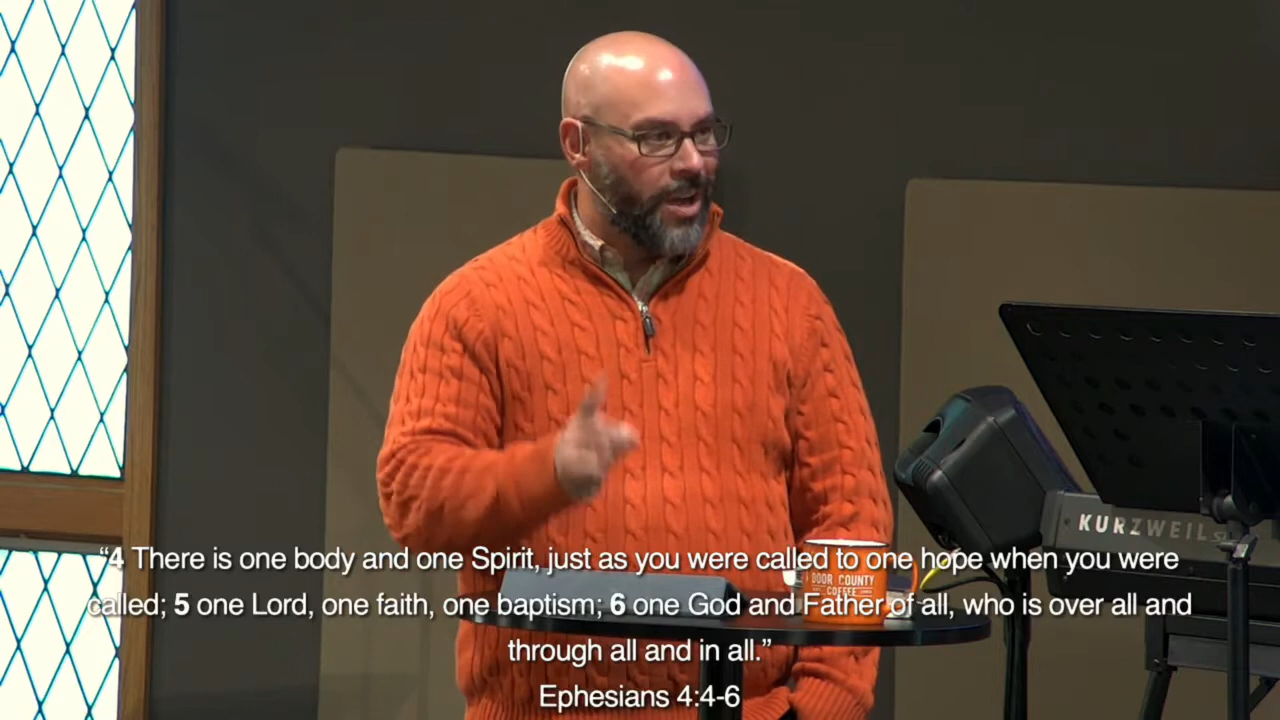 KURZWEIL
DOOR COUNTY
COFFEE
“4 There is one body and one Spirit, just as you were called to one hope when you were
called; 5 one Lord, one faith, one baptism; 6 one God and Father of all, who is over all and
through all and in all.”
Ephesians 4:4-6